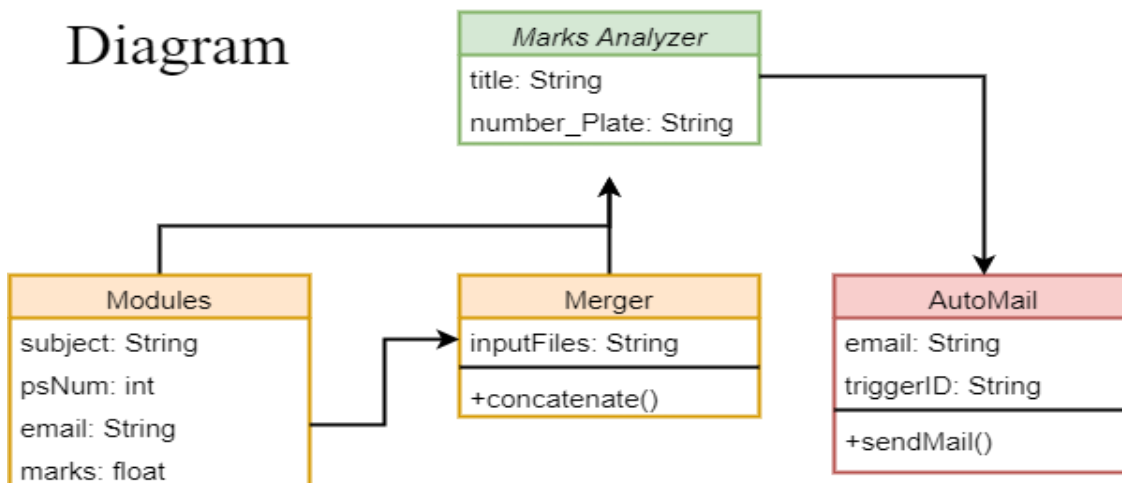 Diagram
Marks Analyzer
title: String
number_Plate: String
Modules
subject: String
psNum: int
email: String
marks: float
Merger
inputFiles: String
+concatenate()
AutoMail
email: String
triggerID: String
+sendMail()